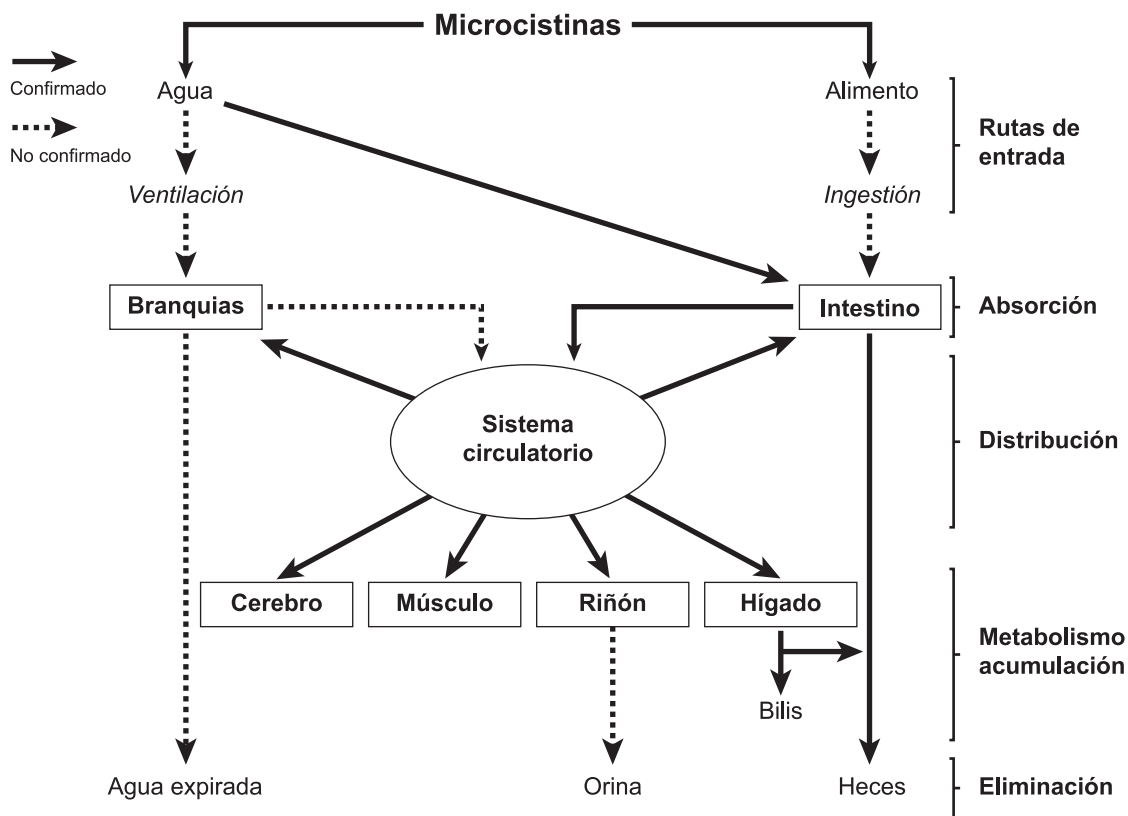 Microcistinas
Confirmado
No confirmado
Agua
Alimento
Rutas de
entrada
Ventilación
Ingestión
Branquias
Intestino
Absorción
Sistema
circulatorio
Distribución
Cerebro
Músculo
Riñón
Hígado
Metabolismo
acumulación
Bilis
Agua expirada
Orina
Heces
Eliminación